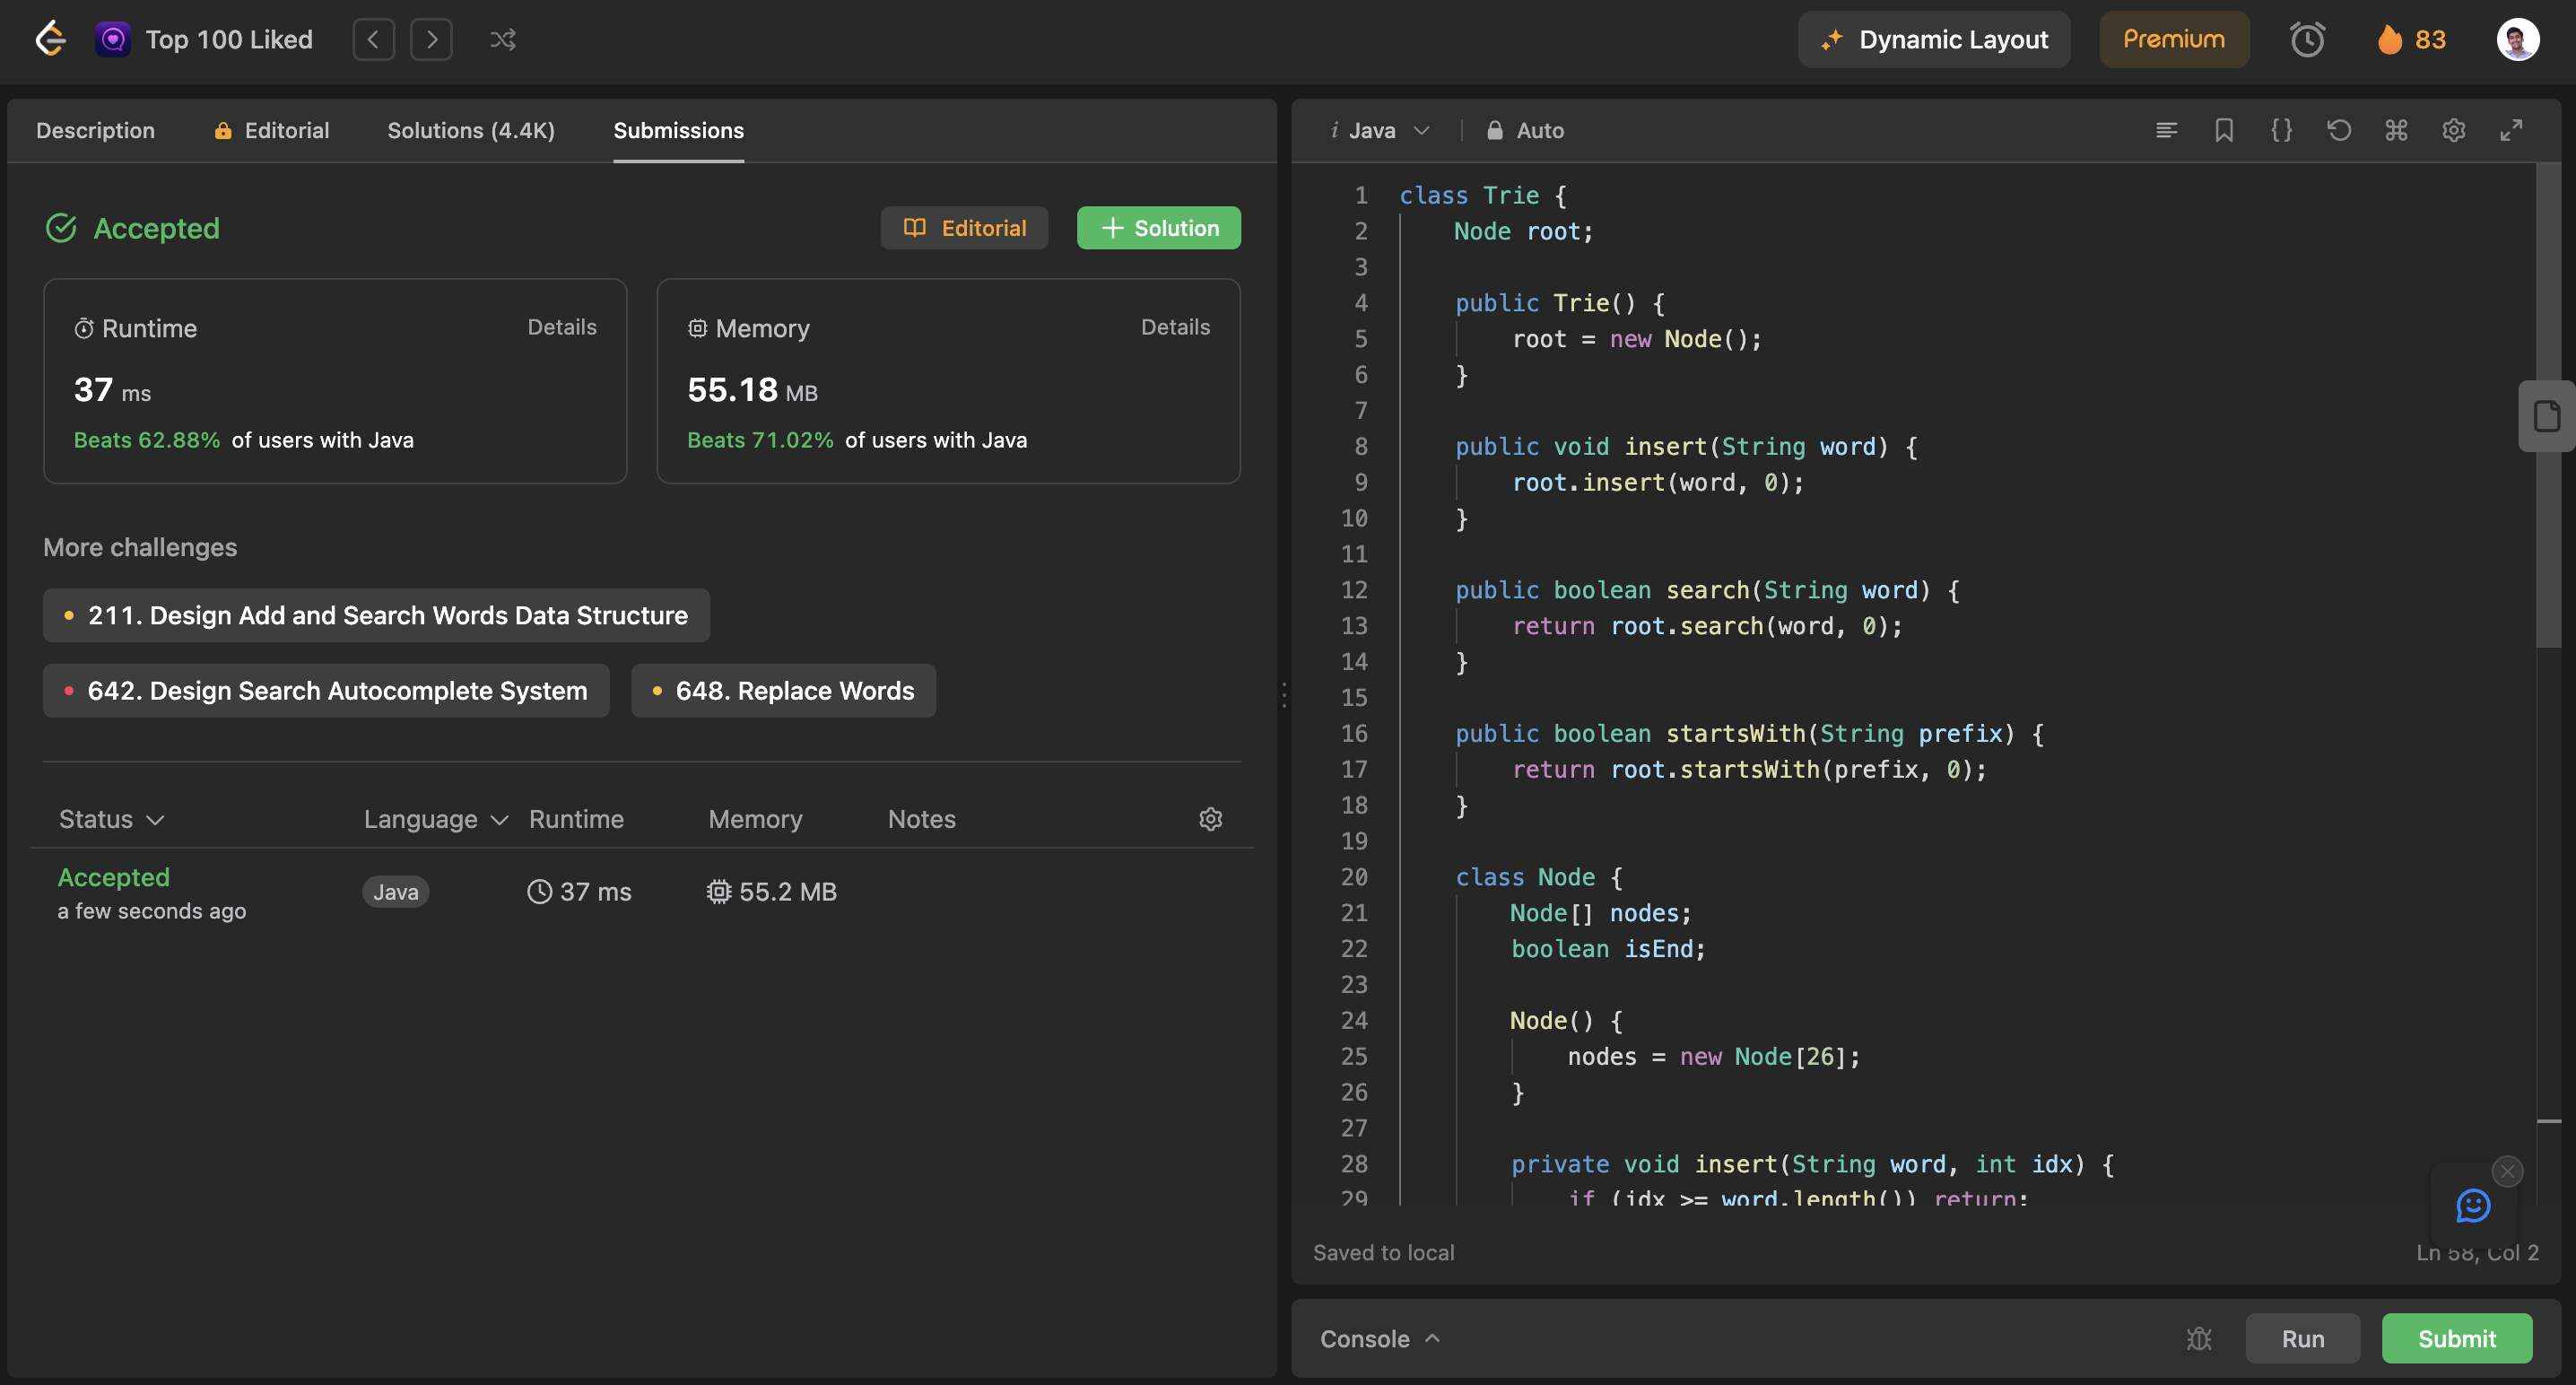 Top 100 Liked
Dynamic Layout
Premium
83
Description
Editorial
Solutions (4.4K)
Submissions
Accepted
Editorial
Solution
Runtime
Details
37 ms
Beats 62.88% of users with Java
Memory
Details
55.18 MB
Beats 71.02% of users with Java
More challenges
211. Design Add and Search Words Data Structure
642. Design Search Autocomplete System
648. Replace Words
Status Language Runtime Memory Notes
Accepted
a few seconds ago
Java
37 ms
55.2 MB
i Java
Auto
1 class Trie {
2 Node root;
3
4 public Trie() {
5 root = new Node();
6 }
7
8 public void insert(String word) {
9 root.insert(word, 0);
10 }
11
12 public boolean search(String word) {
13 return root.search(word, 0);
14 }
15
16 public boolean startsWith(String prefix) {
17 return root.startsWith(prefix, 0);
18 }
19
20 class Node {
21 Node[] nodes;
22 boolean isEnd;
23
24 Node() {
25 nodes = new Node[26];
26 }
27
28 private void insert(String word, int idx) {
29 if (idx >= word.length()) return;
Saved to local
Ln 58, Col 2
Console
Run
Submit